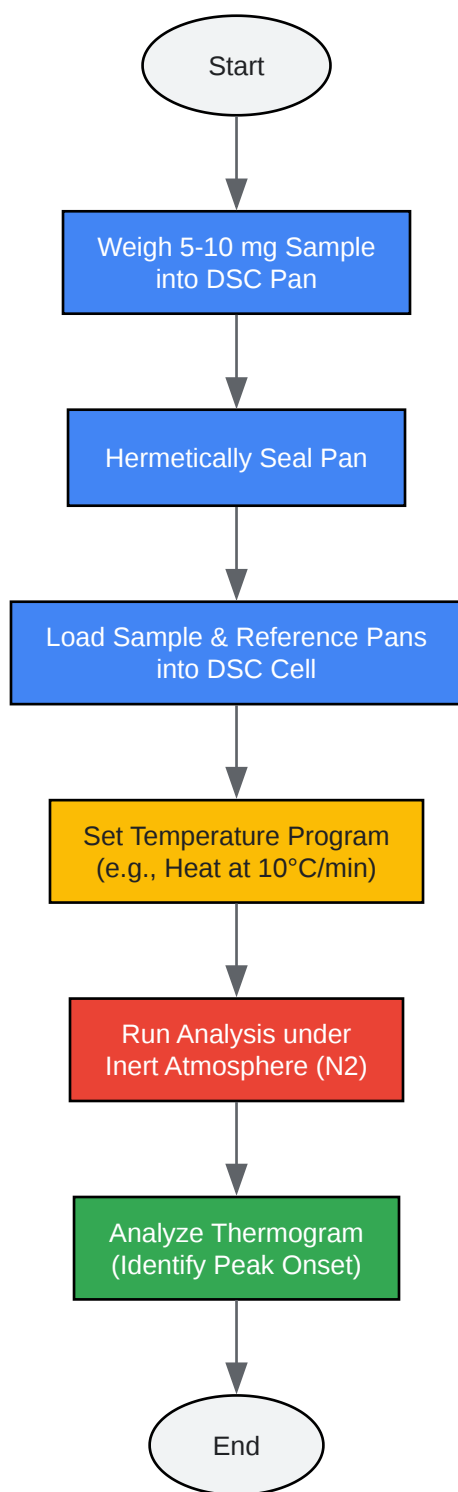 Start
Weigh 5-10 mg Sample
into DSC Pan
Hermetically Seal Pan
Load Sample & Reference Pans
into DSC Cell
Set Temperature Program
(e.g., Heat at 10°C/min)
Run Analysis under
Inert Atmosphere (N2)
Analyze Thermogram
(Identify Peak Onset)
End